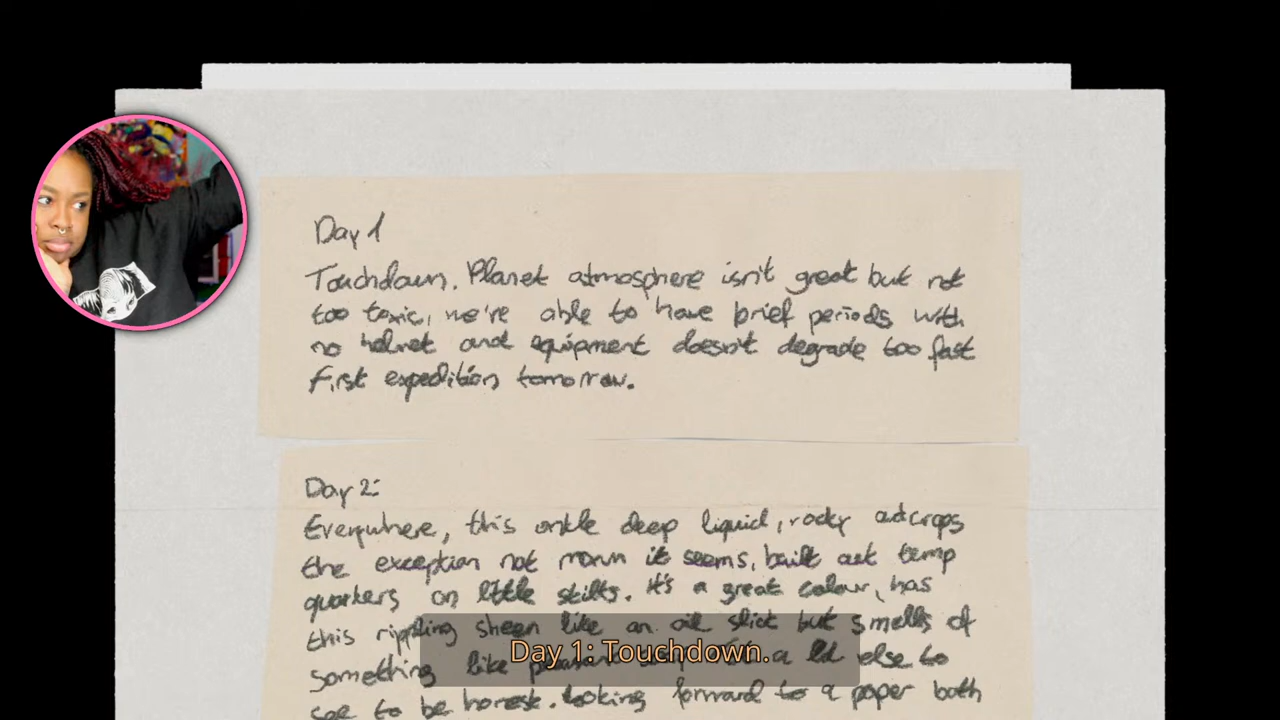 Day 1
Touchdown. Planet atmosphere isn't great but not
too toxic, we're able to have brief periods with
no helmet and equipment doesn't degrade too fast
First expedition tomorrow.
Day 2:
Everywhere, this ankle deep liquid, rocky outcrops
the exception not norm it seems, built out temp
quarters on little stilts. It's a great colour, has
this rippling sheen like an oil slick but smells of
something like a lot else to
Day 1: Touchdown.
see to be honest. Looking forward to a proper bath